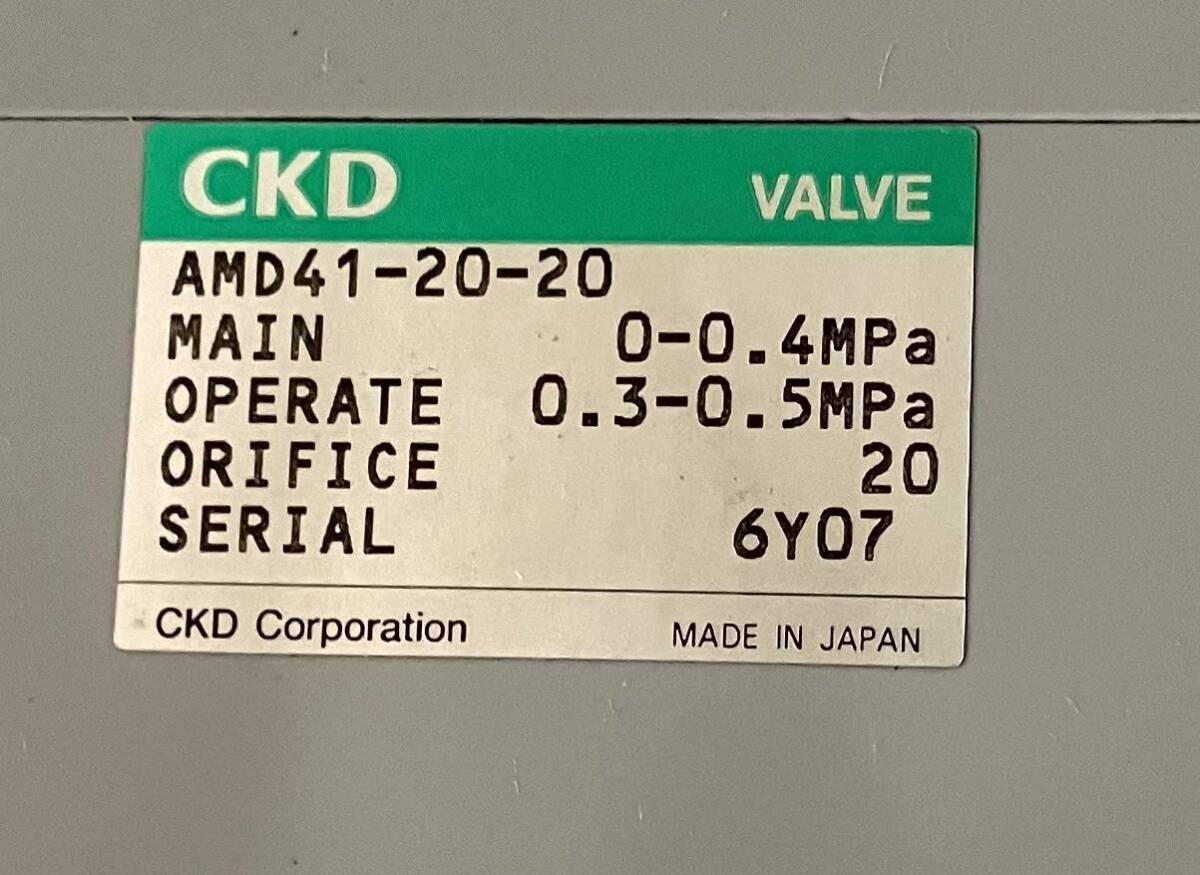 CKD VALVE
AMD41-20-20
MAIN 0-0.4MPa
OPERATE 0.3-0.5MPa
ORIFICE 20
SERIAL 6Y07
CKD Corporation MADE IN JAPAN